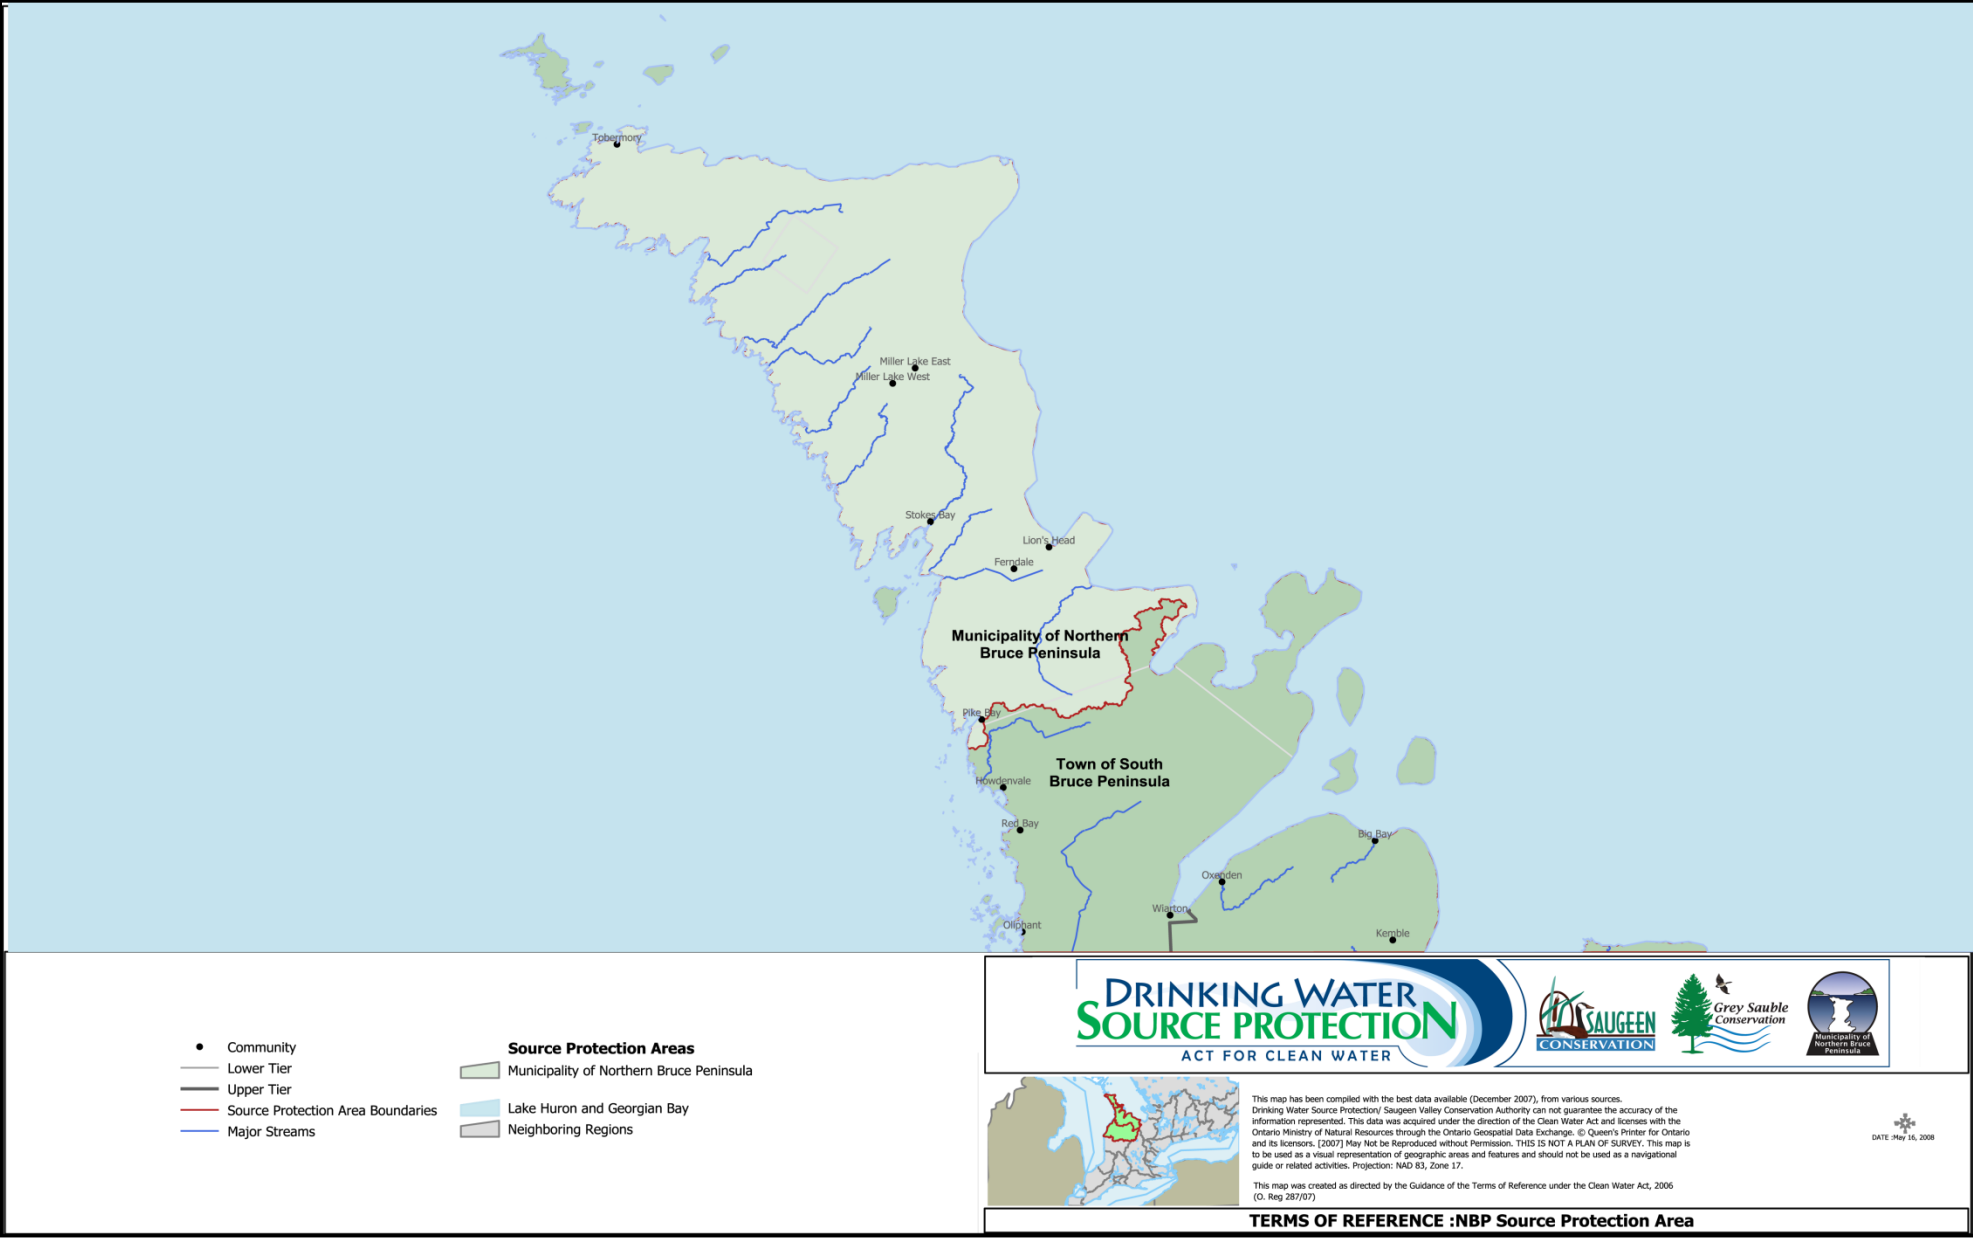 Tobermory
Miller Lake East
Miller Lake West
Stokes Bay
Lion's Head
Ferndale
Municipality of Northern
Bruce Peninsula
Pike Bay
Town of South
Bruce Peninsula
Howdenvale
Red Bay
Big Bay
Oxenden
Wiarton
Oliphant
Kemble
Community
Lower Tier
Upper Tier
Source Protection Area Boundaries
Major Streams
Source Protection Areas
Municipality of Northern Bruce Peninsula
Lake Huron and Georgian Bay
Neighboring Regions
DRINKING WATER
SOURCE PROTECTION
ACT FOR CLEAN WATER
SAUGEEN
CONSERVATION
Grey Sauble
Conservation
Municipality of
Northern Bruce
Peninsula
This map has been compiled with the best data available (December 2007), from various sources.
Drinking Water Source Protection/ Saugeen Valley Conservation Authority can not guarantee the accuracy of the
information represented. This data was acquired under the direction of the Clean Water Act and licenses with the
Ontario Ministry of Natural Resources through the Ontario Geospatial Data Exchange. © Queen's Printer for Ontario
and its licensors. [2007] May Not be Reproduced without Permission. THIS IS NOT A PLAN OF SURVEY. This map is
to be used as a visual representation of geographic areas and features and should not be used as a navigational
guide or related activities. Projection: NAD 83, Zone 17.
This map was created as directed by the Guidance of the Terms of Reference under the Clean Water Act, 2006
(O. Reg 287/07)
DATE :May 16, 2008
TERMS OF REFERENCE :NBP Source Protection Area